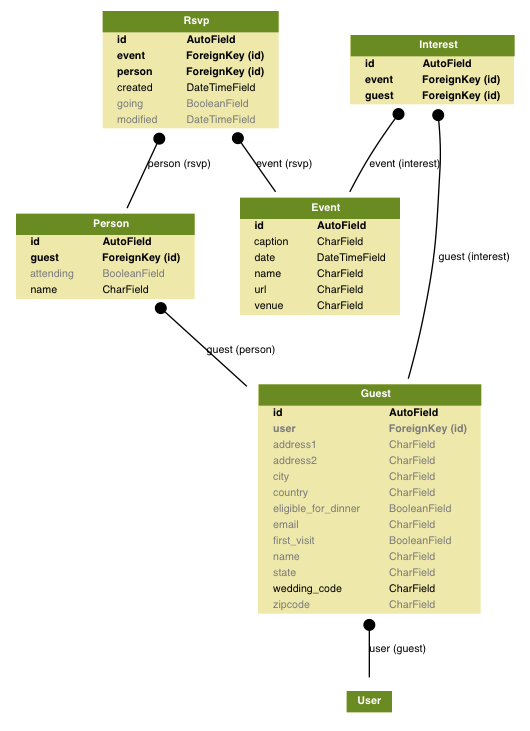 Rsvp
id AutoField
event ForeignKey (id)
person ForeignKey (id)
created DateTimeField
going BooleanField
modified DateTimeField
Interest
id AutoField
event ForeignKey (id)
guest ForeignKey (id)
person (rsvp)
event (rsvp)
event (interest)
Person
id AutoField
guest ForeignKey (id)
attending BooleanField
name CharField
Event
id AutoField
caption CharField
date DateTimeField
name CharField
url CharField
venue CharField
guest (interest)
guest (person)
Guest
id AutoField
user ForeignKey (id)
address1 CharField
address2 CharField
city CharField
country CharField
eligible_for_dinner BooleanField
email CharField
first_visit BooleanField
name CharField
state CharField
wedding_code CharField
zipcode CharField
user (guest)
User